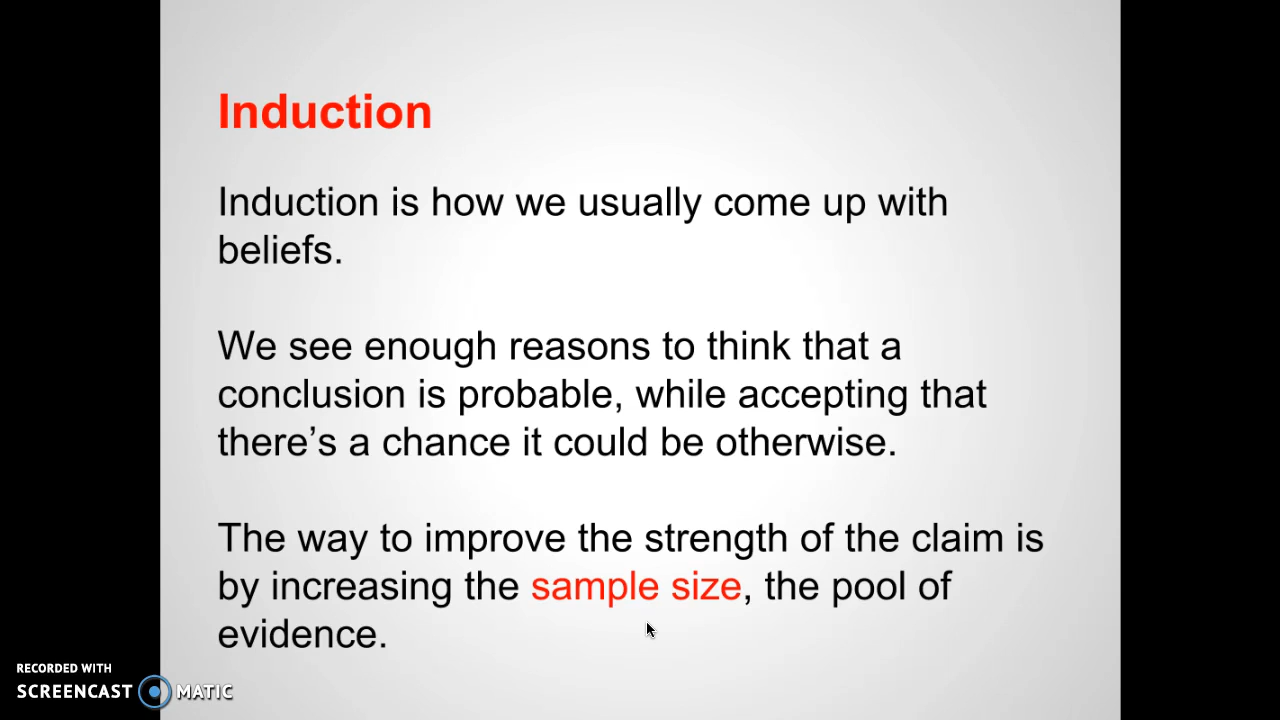 Induction
Induction is how we usually come up with
beliefs.
We see enough reasons to think that a
conclusion is probable, while accepting that
there’s a chance it could be otherwise.
The way to improve the strength of the claim is
by increasing the sample size, the pool of
evidence.
RECORDED WITH
SCREENCAST MATIC